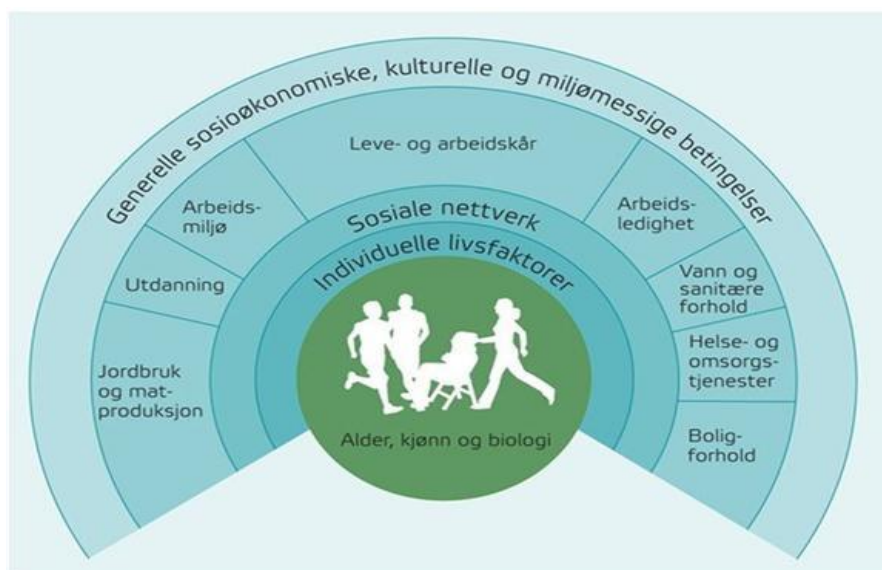 Generelle sosioøkonomiske, kulturelle og miljømessige betingelser
Leve- og arbeidskår
Arbeids-
miljø
Utdanning
Jordbruk
og mat-
produksjon
Arbeids-
ledighet
Vann og
sanitære
forhold
Helse- og
omsorgs-
tjenester
Bolig-
forhold
Sosiale nettverk
Individuelle livsfaktorer
Alder, kjønn og biologi